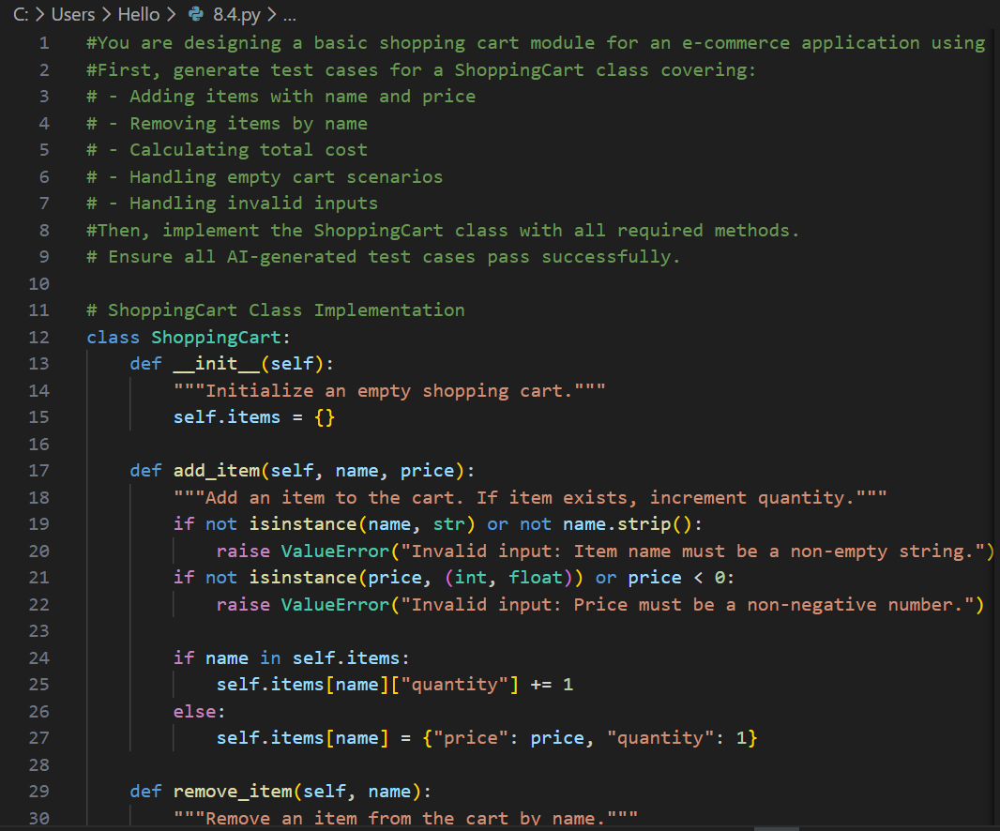 C: > Users > Hello > 8.4.py > ...
1 #You are designing a basic shopping cart module for an e-commerce application using
2 #First, generate test cases for a ShoppingCart class covering:
3 # - Adding items with name and price
4 # - Removing items by name
5 # - Calculating total cost
6 # - Handling empty cart scenarios
7 # - Handling invalid inputs
8 #Then, implement the ShoppingCart class with all required methods.
9 # Ensure all AI-generated test cases pass successfully.
10
11 # ShoppingCart Class Implementation
12 class ShoppingCart:
13     def __init__(self):
14         """Initialize an empty shopping cart."""
15         self.items = {}
16
17     def add_item(self, name, price):
18         """Add an item to the cart. If item exists, increment quantity."""
19         if not isinstance(name, str) or not name.strip():
20             raise ValueError("Invalid input: Item name must be a non-empty string.")
21         if not isinstance(price, (int, float)) or price < 0:
22             raise ValueError("Invalid input: Price must be a non-negative number.")
23
24         if name in self.items:
25             self.items[name]["quantity"] += 1
26         else:
27             self.items[name] = {"price": price, "quantity": 1}
28
29     def remove_item(self, name):
30         """Remove an item from the cart by name."""